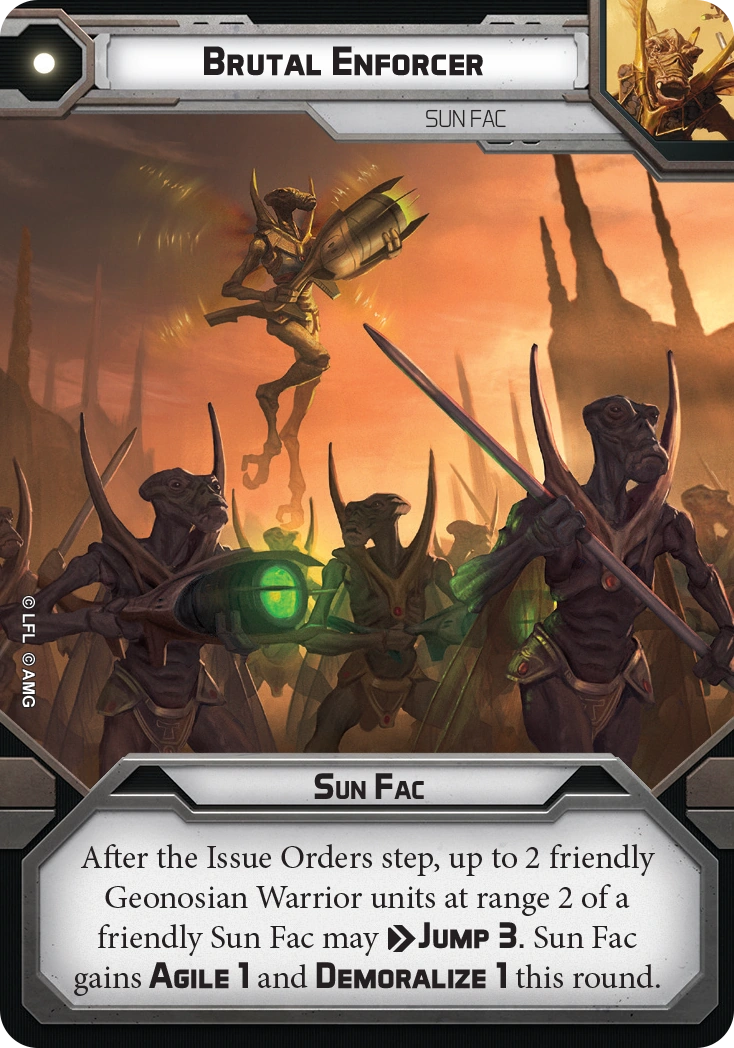 Brutal Enforcer
SUN FAC
© LFL © AMG
Sun Fac
After the Issue Orders step, up to 2 friendly
Geonosian Warrior units at range 2 of a
friendly Sun Fac may Jump 3. Sun Fac
gains Agile 1 and Demoralize 1 this round.